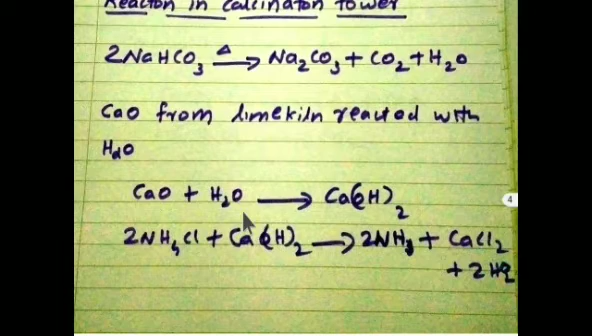 Reaction in Calcination Tower
2NaHCO₃ —Δ→ Na₂CO₃ + CO₂ + H₂O
CaO from limekiln reacted with
H₂O
CaO + H₂O ⟶ Ca(OH)₂
2NH₄Cl + Ca(OH)₂ ⟶ 2NH₃ + CaCl₂
+ 2H₂O
4